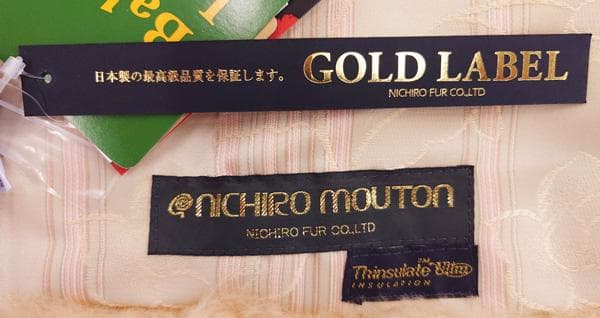 日本製の最高級品質を保証します。 GOLD LABEL
NICHIRO FUR CO.,LTD
NICHIRO MOUTON
NICHIRO FUR CO.,LTD
Thinsulate™ Ultra
INSULATION